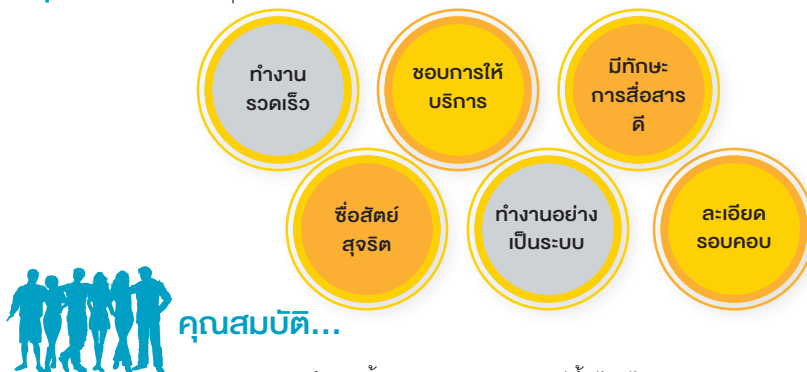 ทำงาน
รวดเร็ว
ชอบการให้
บริการ
มีทักษะ
การสื่อสาร
ดี
ซื่อสัตย์
สุจริต
ทำงานอย่าง
เป็นระบบ
ละเอียด
รอบคอบ
คุณสมบัติ...